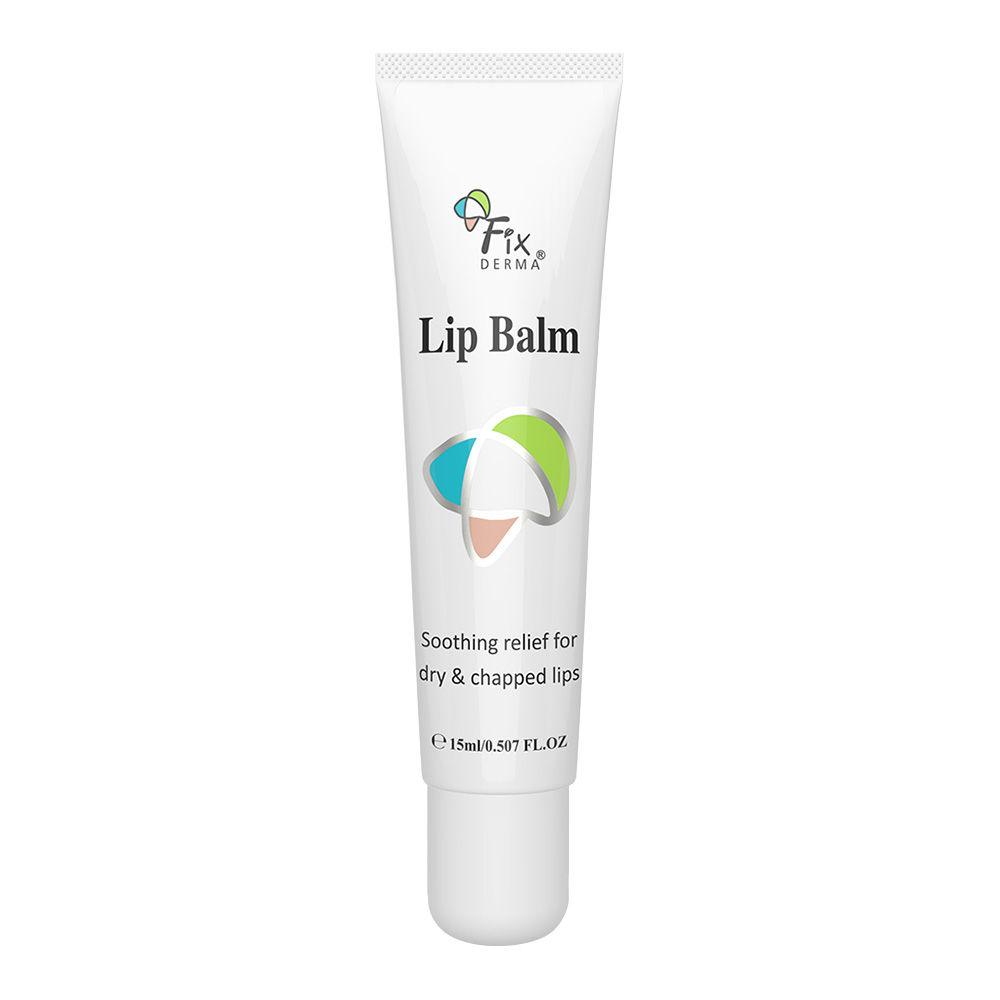 Fix
DERMA®
Lip Balm
Soothing relief for
dry & chapped lips
℮ 15ml/0.507 FL.OZ